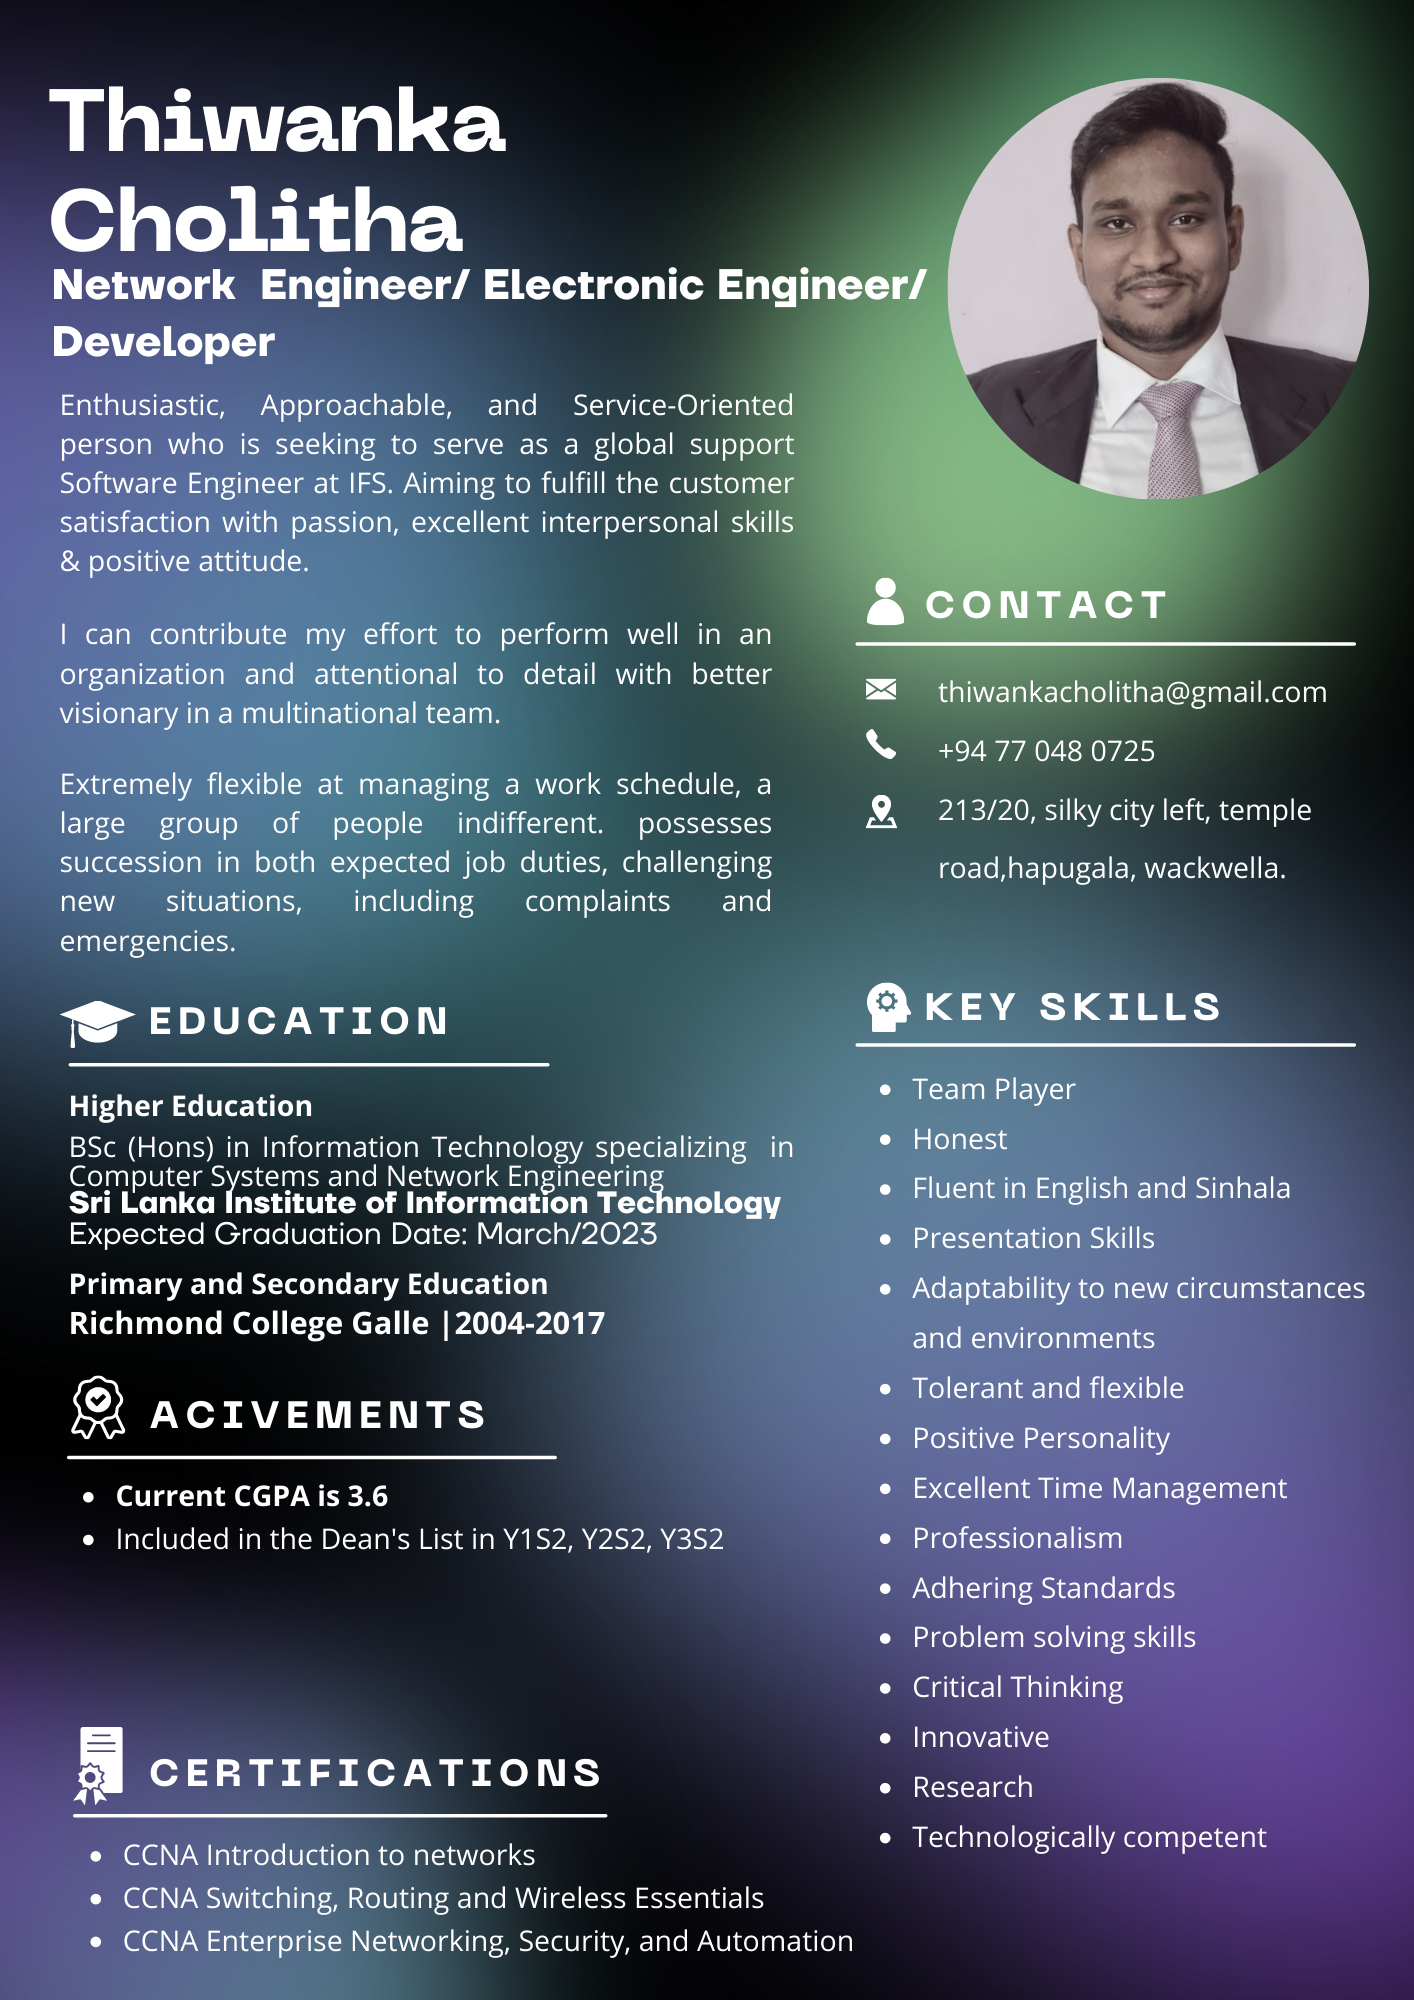 Thiwanka
Cholitha
Network Engineer/ Electronic Engineer/
Developer
Enthusiastic, Approachable, and Service-Oriented
person who is seeking to serve as a global support
Software Engineer at IFS. Aiming to fulfill the customer
satisfaction with passion, excellent interpersonal skills
& positive attitude.
I can contribute my effort to perform well in an
organization and attentional to detail with better
visionary in a multinational team.
Extremely flexible at managing a work schedule, a
large group of people indifferent. possesses
succession in both expected job duties, challenging
new situations, including complaints and
emergencies.
EDUCATION
Higher Education
BSc (Hons) in Information Technology specializing in
Computer Systems and Network Engineering
Sri Lanka Institute of Information Technology
Expected Graduation Date: March/2023
Primary and Secondary Education
Richmond College Galle |2004-2017
ACIVEMENTS
• Current CGPA is 3.6
• Included in the Dean's List in Y1S2, Y2S2, Y3S2
CERTIFICATIONS
• CCNA Introduction to networks
• CCNA Switching, Routing and Wireless Essentials
• CCNA Enterprise Networking, Security, and Automation
CONTACT
thiwankacholitha@gmail.com
+94 77 048 0725
213/20, silky city left, temple
road,hapugala, wackwella.
KEY SKILLS
• Team Player
• Honest
• Fluent in English and Sinhala
• Presentation Skills
• Adaptability to new circumstances
and environments
• Tolerant and flexible
• Positive Personality
• Excellent Time Management
• Professionalism
• Adhering Standards
• Problem solving skills
• Critical Thinking
• Innovative
• Research
• Technologically competent